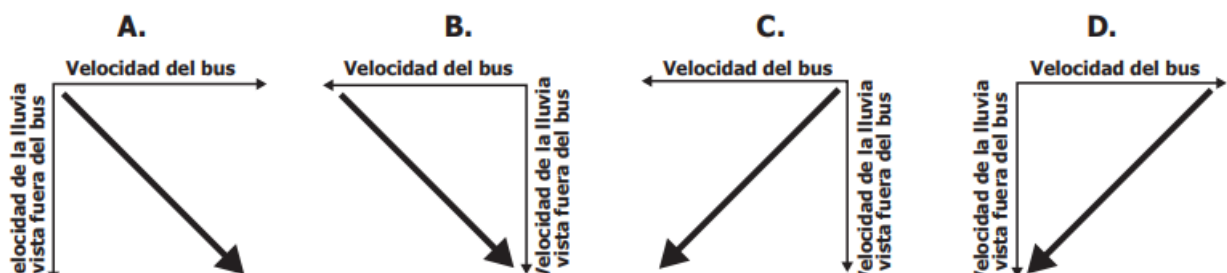 A.
B.
C.
D.
Velocidad del bus
Velocidad del bus
Velocidad del bus
Velocidad del bus
elocidad de la lluvia
vista fuera del bus
Velocidad de la lluvia
vista fuera del bus
Velocidad de la lluvia
vista fuera del bus
Velocidad de la lluvia
vista fuera del bus